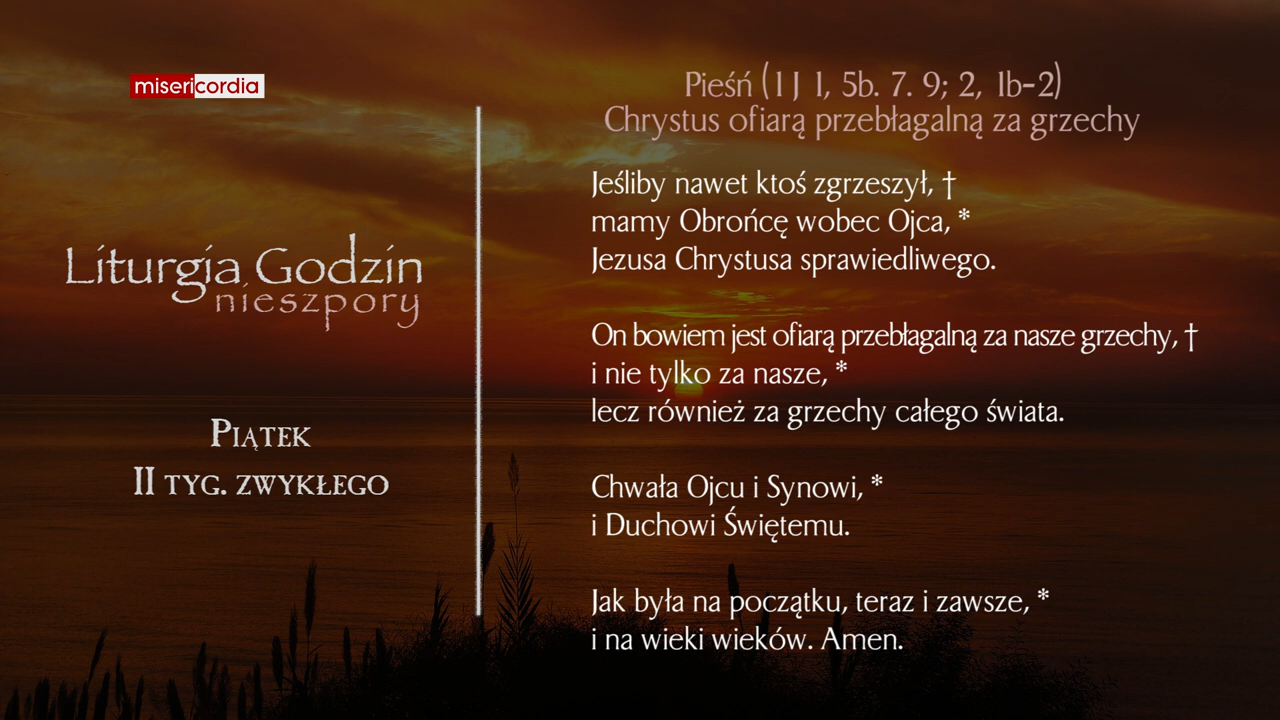 misericordia
Liturgia Godzin
nieszpory
Piątek
II tyg. zwykłego
Pieśń (1 J 1, 5b. 7. 9; 2, 1b-2)
Chrystus ofiarą przebłagalną za grzechy
Jeśliby nawet ktoś zgrzeszył, †
mamy Obrońcę wobec Ojca, *
Jezusa Chrystusa sprawiedliwego.
On bowiem jest ofiarą przebłagalną za nasze grzechy, †
i nie tylko za nasze, *
lecz również za grzechy całego świata.
Chwała Ojcu i Synowi, *
i Duchowi Świętemu.
Jak była na początku, teraz i zawsze, *
i na wieki wieków. Amen.